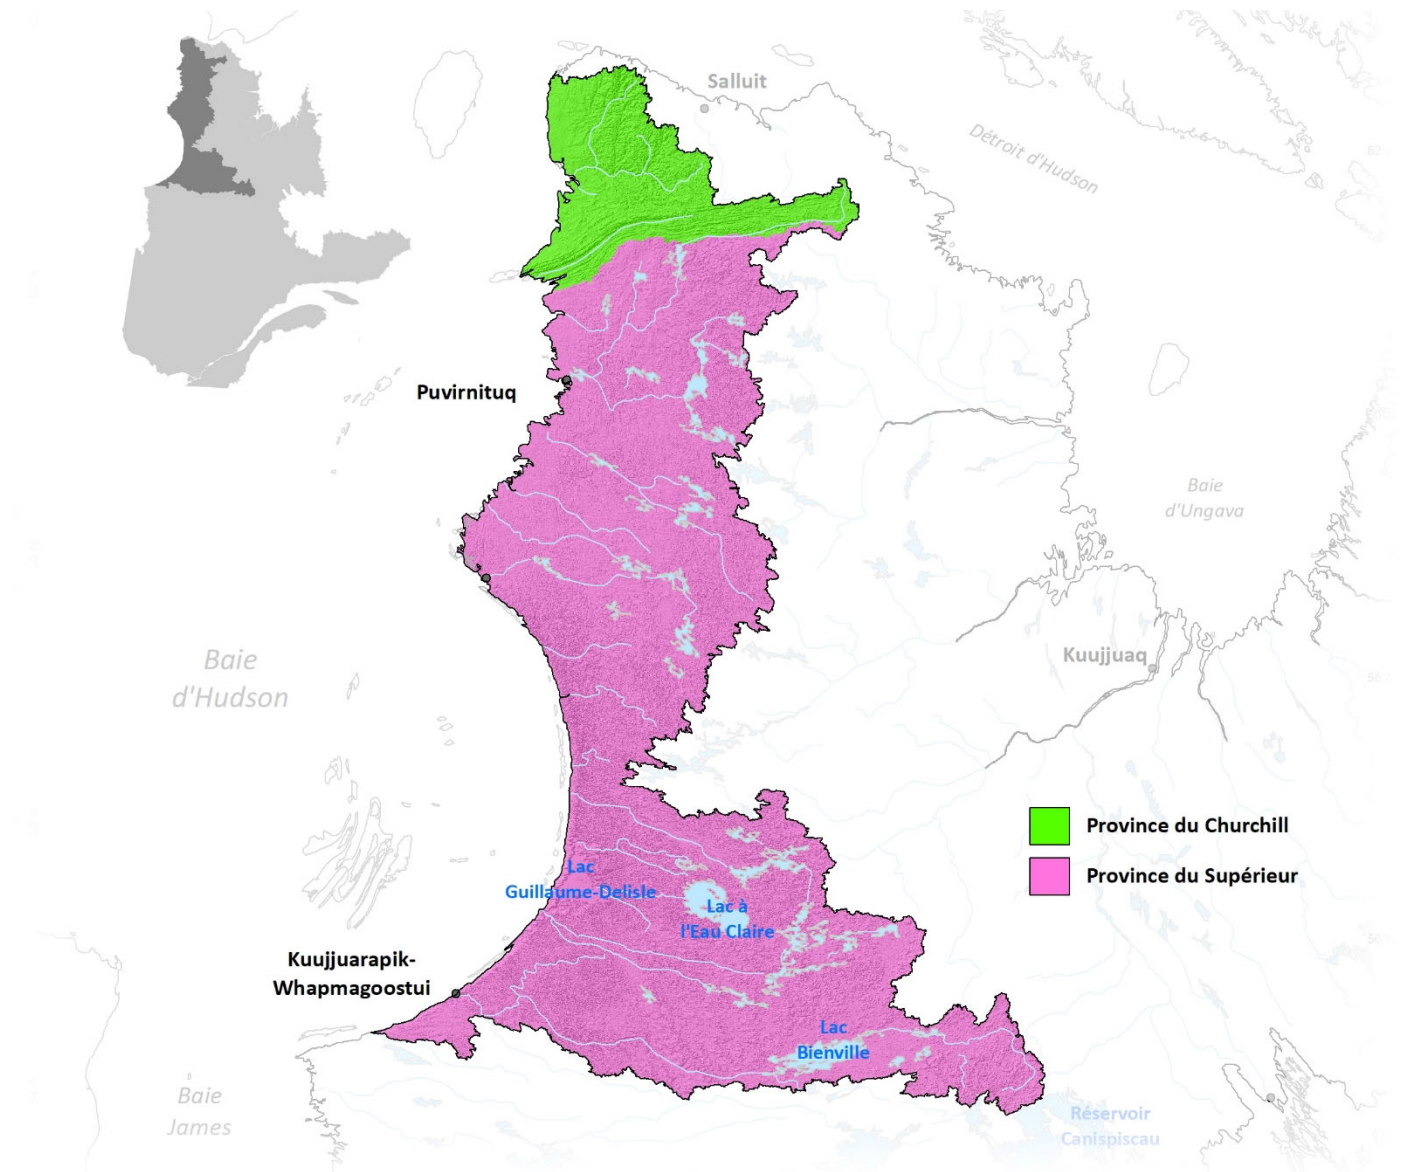 Salluit
Détroit d'Hudson
Puvirnituq
Baie
d'Ungava
Baie
d'Hudson
Kuujjuaq
Province du Churchill
Province du Supérieur
Lac
Guillaume-Delisle
Lac à
l'Eau Claire
Kuujjuarapik-
Whapmagoostui
Lac
Bienville
Baie
James
Réservoir
Canispiscau